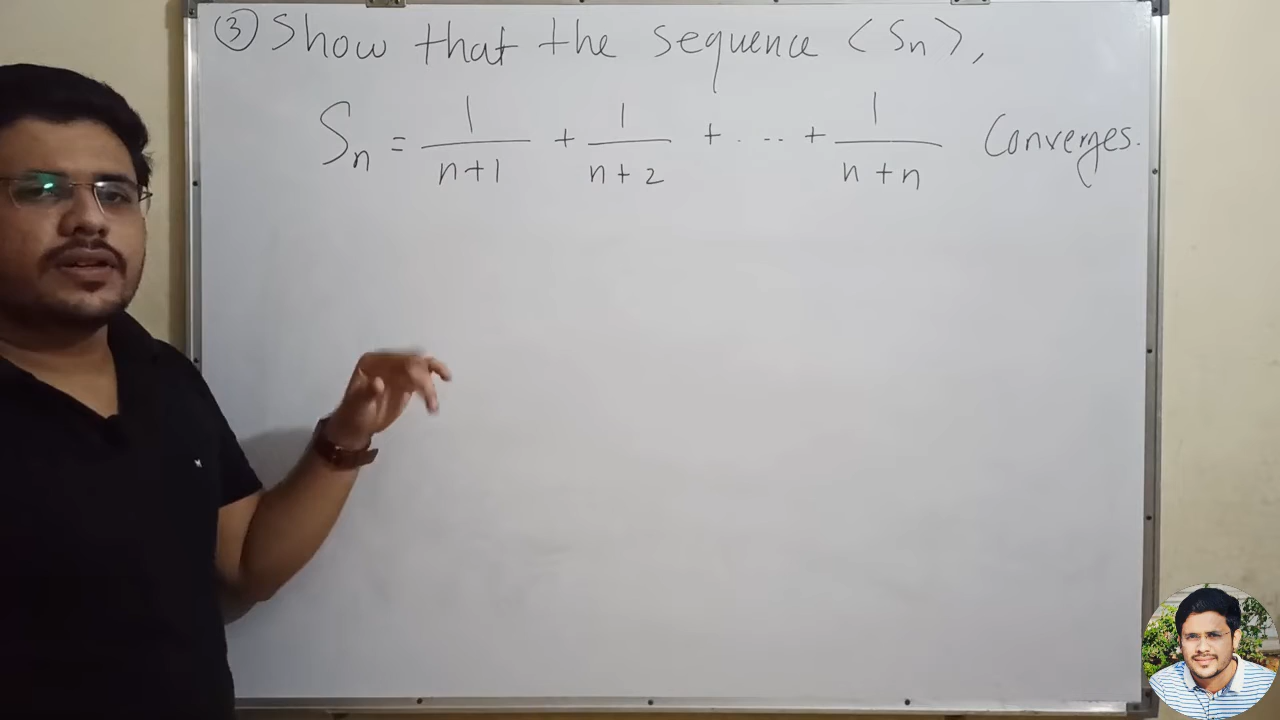 ③ Show that the sequence ⟨Sn⟩,
Sn = 1/(n+1) + 1/(n+2) + ... + 1/(n+n) Converges.